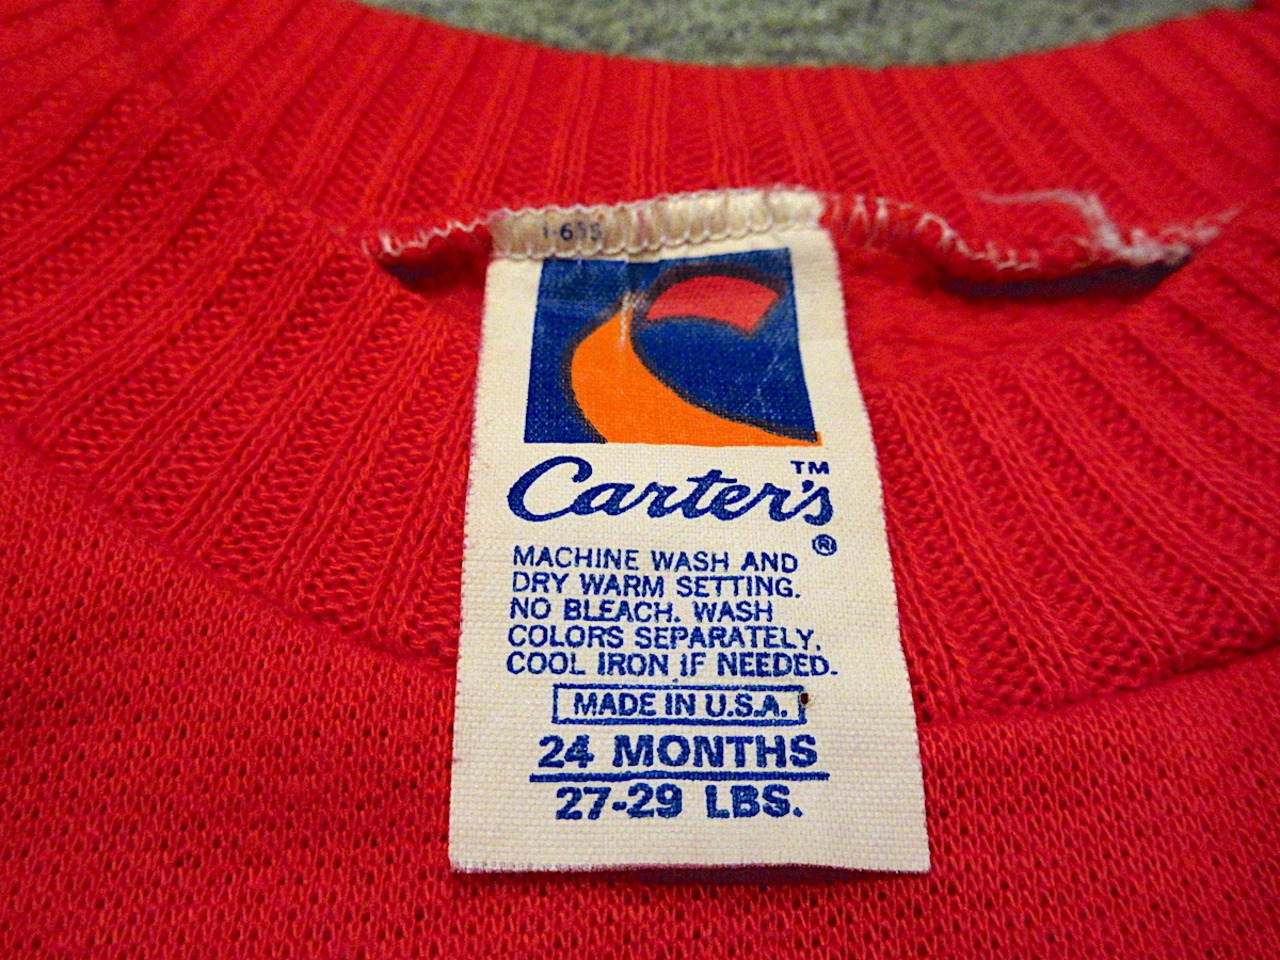 Carter's™
®
MACHINE WASH AND
DRY WARM SETTING.
NO BLEACH. WASH
COLORS SEPARATELY,
COOL IRON IF NEEDED.
MADE IN U.S.A.
24 MONTHS
27-29 LBS.